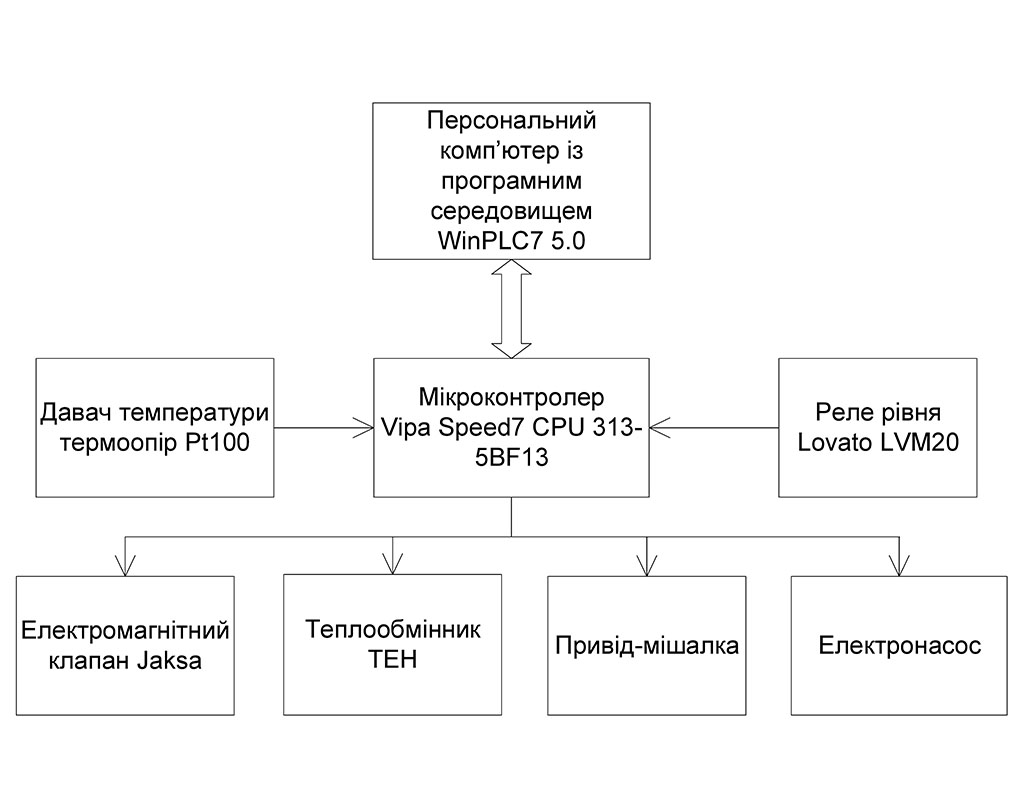 Персональний
комп’ютер із
програмним
середовищем
WinPLC7 5.0
Давач температури
термоопір Pt100
Мікроконтролер
Vipa Speed7 CPU 313-
5BF13
Реле рівня
Lovato LVM20
Електромагнітний
клапан Jaksa
Теплообмінник
ТЕН
Привід-мішалка
Електронасос